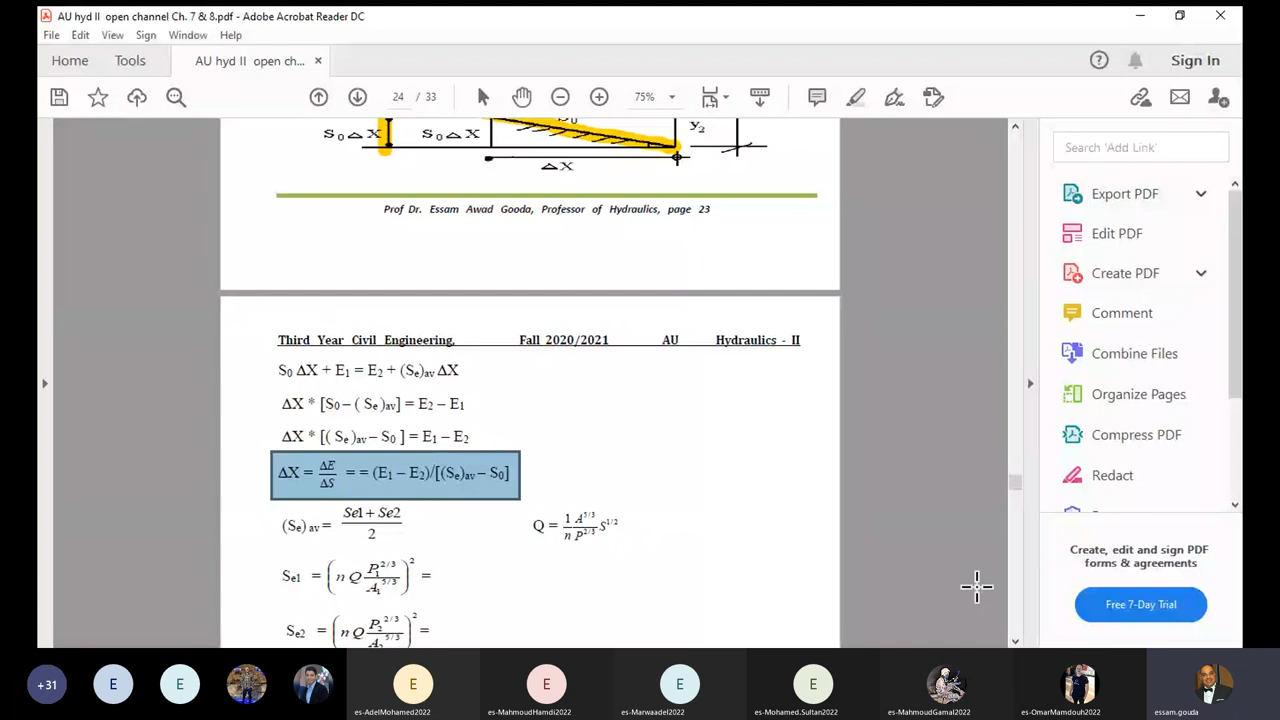 AU hyd II open channel Ch. 7 & 8.pdf - Adobe Acrobat Reader DC
File Edit View Sign Window Help
Home Tools AU hyd II open ch... × Sign In
24 / 33 75%
S₀ΔX S₀ΔX y₂
ΔX
Prof Dr. Essam Awad Gooda, Professor of Hydraulics, page 23
Third Year Civil Engineering, Fall 2020/2021 AU Hydraulics - II
S₀ ΔX + E₁ = E₂ + (Sₑ)av ΔX
ΔX * [S₀ – ( Sₑ )av] = E₂ – E₁
ΔX * [( Sₑ )av – S₀ ] = E₁ – E₂
ΔX = ΔE/ΔS = = (E₁ – E₂)/[(Sₑ)av – S₀]
(Sₑ) av = (Se1 + Se2)/2 Q = (1/n) (A^5/3 / P^2/3) S^1/2
Se1 = (n Q P₁^2/3 / A₁^5/3)² =
Se2 = (n Q P₂^2/3 / A₂^5/3)² =
Search 'Add Link'
Export PDF
Edit PDF
Create PDF
Comment
Combine Files
Organize Pages
Compress PDF
Redact
Create, edit and sign PDF
forms & agreements
Free 7-Day Trial
+31 E E E E E E
es-AdelMohamed2022 es-MahmoudHamdi2022 es-Marwaadel2022 es-Mohamed.Sultan2022 es-MahmoudGamal2022 es-OmarMamdouh2022 essam.gouda